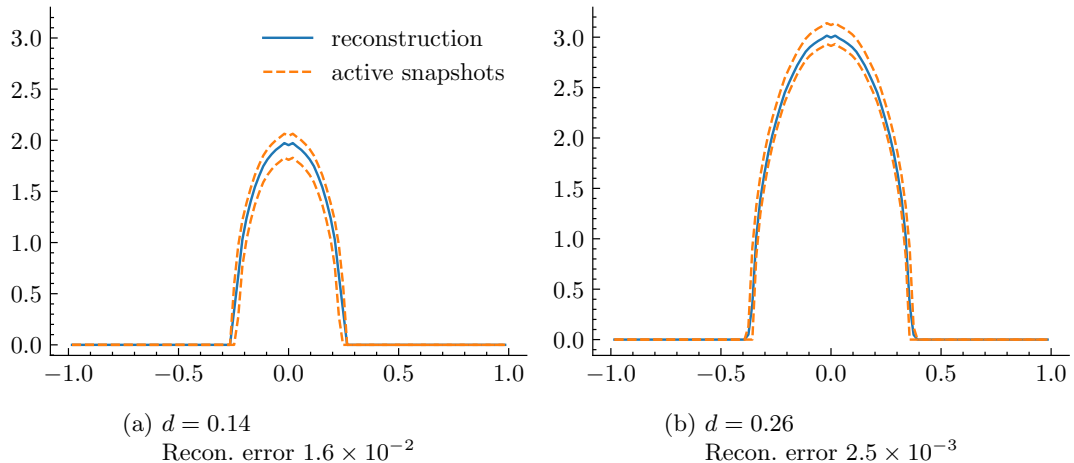 3.0
2.5
2.0
1.5
1.0
0.5
0.0
−1.0 −0.5 0.0 0.5 1.0
reconstruction
active snapshots
(a) d = 0.14
Recon. error 1.6 × 10⁻²
3.0
2.5
2.0
1.5
1.0
0.5
0.0
−1.0 −0.5 0.0 0.5 1.0
(b) d = 0.26
Recon. error 2.5 × 10⁻³